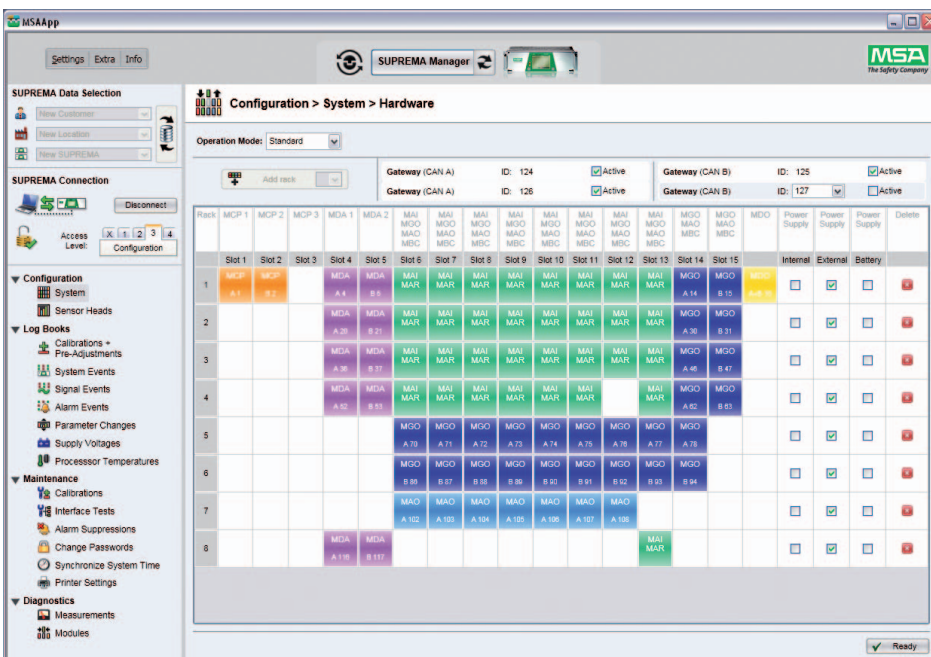 MSAApp
Settings Extra Info
SUPREMA Manager
MSA
The Safety Company
SUPREMA Data Selection
New Customer
New Location
New SUPREMA
SUPREMA Connection
Disconnect
Access Level:
X 1 2 3 4
Configuration
Configuration
System
Sensor Heads
Log Books
Calibrations +
Pre-Adjustments
System Events
Signal Events
Alarm Events
Parameter Changes
Supply Voltages
Processsor Temperatures
Maintenance
Calibrations
Interface Tests
Alarm Suppressions
Change Passwords
Synchronize System Time
Printer Settings
Diagnostics
Measurements
Modules
Configuration > System > Hardware
Operation Mode: Standard
Add rack
Gateway (CAN A) ID: 124 Active Gateway (CAN B) ID: 125 Active
Gateway (CAN A) ID: 126 Active Gateway (CAN B) ID: 127 Active
Rack MCP 1 MCP 2 MCP 3 MDA 1 MDA 2 MAI MAI MAI MAI MAI MAI MAI MAI MGO MGO MDO Power Power Power Delete
MGO MGO MGO MGO MGO MGO MGO MGO MAO MAO Supply Supply Supply
MAO MAO MAO MAO MAO MAO MAO MAO MBC MBC
MBC MBC MBC MBC MBC MBC MBC MBC
Slot 1 Slot 2 Slot 3 Slot 4 Slot 5 Slot 6 Slot 7 Slot 8 Slot 9 Slot 10 Slot 11 Slot 12 Slot 13 Slot 14 Slot 15 Internal External Battery
1 MCP MCP MDA MDA MAI MAI MAI MAI MAI MAI MAI MAI MGO MGO MDO
MAR MAR MAR MAR MAR MAR MAR MAR
A 1 B 2 A 4 B 5 A 14 B 15
2 MDA MDA MAI MAI MAI MAI MAI MAI MAI MAI MGO MGO
MAR MAR MAR MAR MAR MAR MAR MAR
A 20 B 21 A 30 B 31
3 MDA MDA MAI MAI MAI MAI MAI MAI MAI MAI MGO MGO
MAR MAR MAR MAR MAR MAR MAR MAR
A 36 B 37 A 46 B 47
4 MDA MDA MAI MAI MAI MAI MAI MAI MAI MGO MGO
MAR MAR MAR MAR MAR MAR MAR
A 52 B 53 A 62 B 63
5 MGO MGO MGO MGO MGO MGO MGO MGO MGO
A 70 A 71 A 72 A 73 A 74 A 75 A 76 A 77 A 78
6 MGO MGO MGO MGO MGO MGO MGO MGO MGO
B 86 B 87 B 88 B 89 B 90 B 91 B 92 B 93 B 94
7 MAO MAO MAO MAO MAO MAO MAO
A 102 A 103 A 104 A 105 A 106 A 107 A 108
8 MDA MDA MAI
MAR
A 116 B 117
Ready